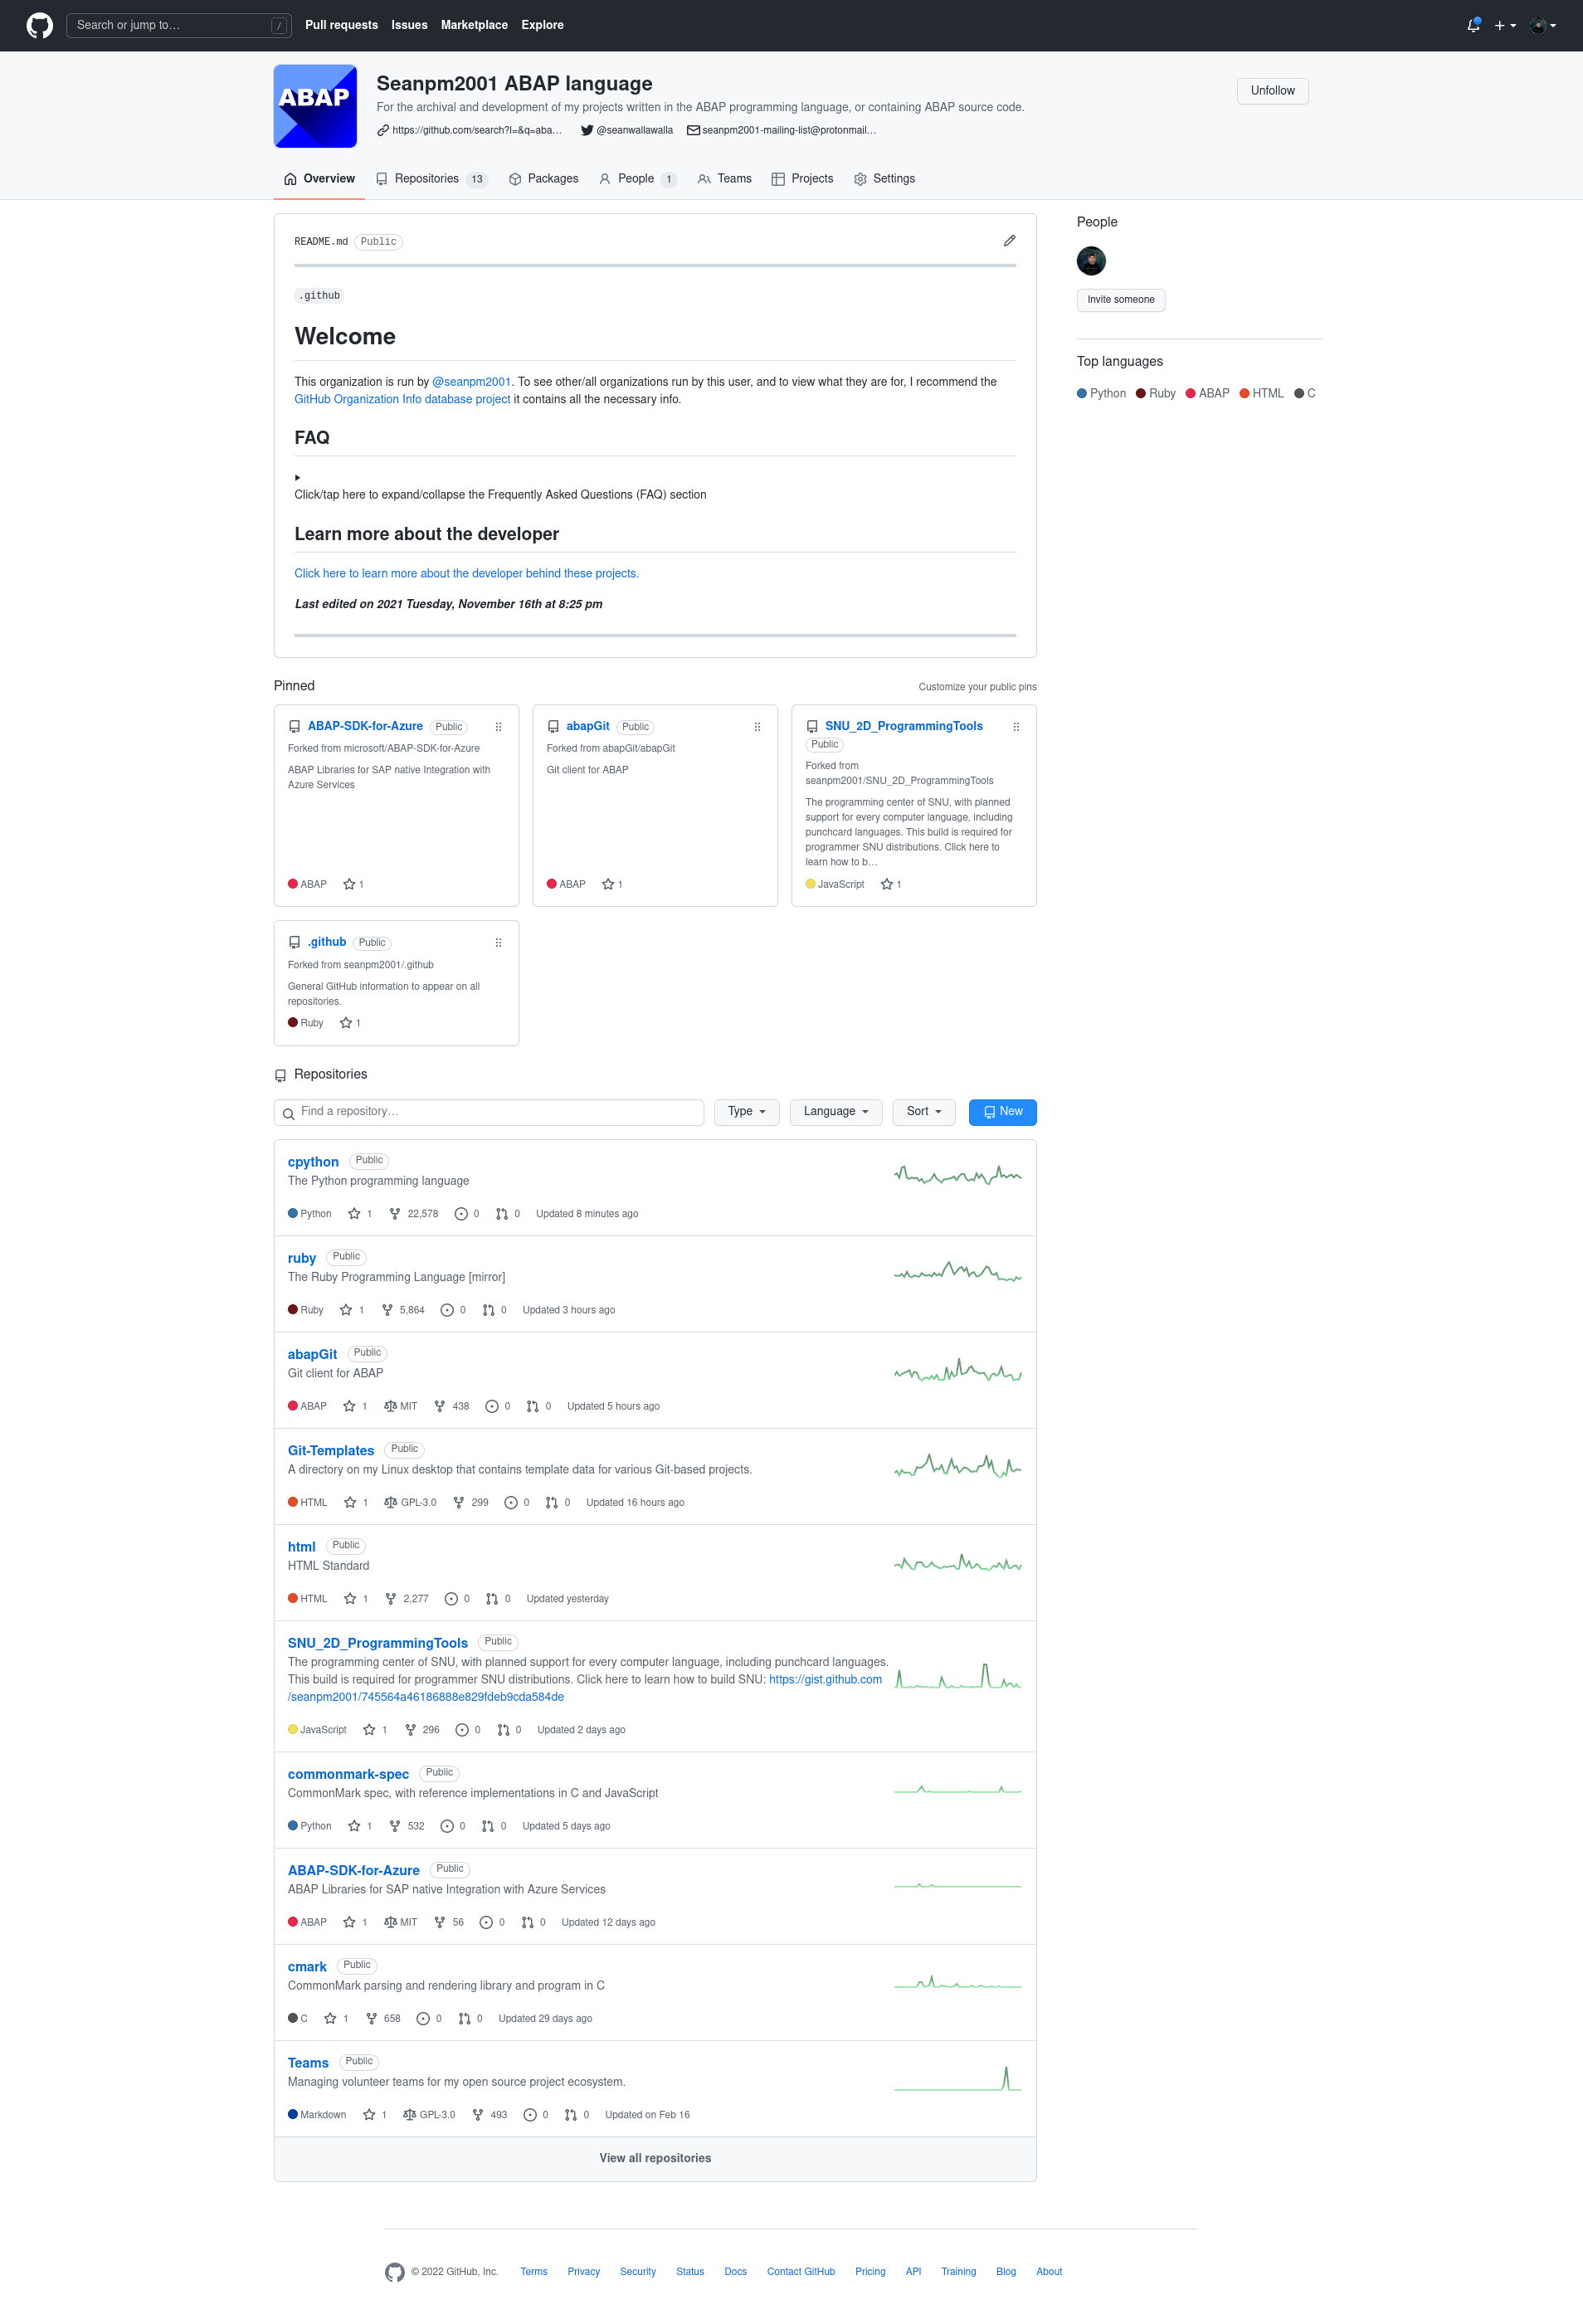 Search or jump to…
/
Pull requests
Issues
Marketplace
Explore
ABAP
Seanpm2001 ABAP language
For the archival and development of my projects written in the ABAP programming language, or containing ABAP source code.
https://github.com/search?l=&q=aba…
@seanwallawalla
seanpm2001-mailing-list@protonmail…
Unfollow
Overview
Repositories 13
Packages
People 1
Teams
Projects
Settings
README.md Public
.github
Welcome
This organization is run by @seanpm2001. To see other/all organizations run by this user, and to view what they are for, I recommend the
GitHub Organization Info database project it contains all the necessary info.
FAQ
Click/tap here to expand/collapse the Frequently Asked Questions (FAQ) section
Learn more about the developer
Click here to learn more about the developer behind these projects.
Last edited on 2021 Tuesday, November 16th at 8:25 pm
People
Invite someone
Top languages
Python Ruby ABAP HTML C
Pinned
Customize your public pins
ABAP-SDK-for-Azure Public
Forked from microsoft/ABAP-SDK-for-Azure
ABAP Libraries for SAP native Integration with
Azure Services
ABAP 1
abapGit Public
Forked from abapGit/abapGit
Git client for ABAP
ABAP 1
SNU_2D_ProgrammingTools
Public
Forked from
seanpm2001/SNU_2D_ProgrammingTools
The programming center of SNU, with planned
support for every computer language, including
punchcard languages. This build is required for
programmer SNU distributions. Click here to
learn how to b…
JavaScript 1
.github Public
Forked from seanpm2001/.github
General GitHub information to appear on all
repositories.
Ruby 1
Repositories
Find a repository…
Type
Language
Sort
New
cpython Public
The Python programming language
Python 1 22,578 0 0 Updated 8 minutes ago
ruby Public
The Ruby Programming Language [mirror]
Ruby 1 5,864 0 0 Updated 3 hours ago
abapGit Public
Git client for ABAP
ABAP 1 MIT 438 0 0 Updated 5 hours ago
Git-Templates Public
A directory on my Linux desktop that contains template data for various Git-based projects.
HTML 1 GPL-3.0 299 0 0 Updated 16 hours ago
html Public
HTML Standard
HTML 1 2,277 0 0 Updated yesterday
SNU_2D_ProgrammingTools Public
The programming center of SNU, with planned support for every computer language, including punchcard languages.
This build is required for programmer SNU distributions. Click here to learn how to build SNU: https://gist.github.com
/seanpm2001/745564a46186888e829fdeb9cda584de
JavaScript 1 296 0 0 Updated 2 days ago
commonmark-spec Public
CommonMark spec, with reference implementations in C and JavaScript
Python 1 532 0 0 Updated 5 days ago
ABAP-SDK-for-Azure Public
ABAP Libraries for SAP native Integration with Azure Services
ABAP 1 MIT 56 0 0 Updated 12 days ago
cmark Public
CommonMark parsing and rendering library and program in C
C 1 658 0 0 Updated 29 days ago
Teams Public
Managing volunteer teams for my open source project ecosystem.
Markdown 1 GPL-3.0 493 0 0 Updated on Feb 16
View all repositories
© 2022 GitHub, Inc.
Terms
Privacy
Security
Status
Docs
Contact GitHub
Pricing
API
Training
Blog
About